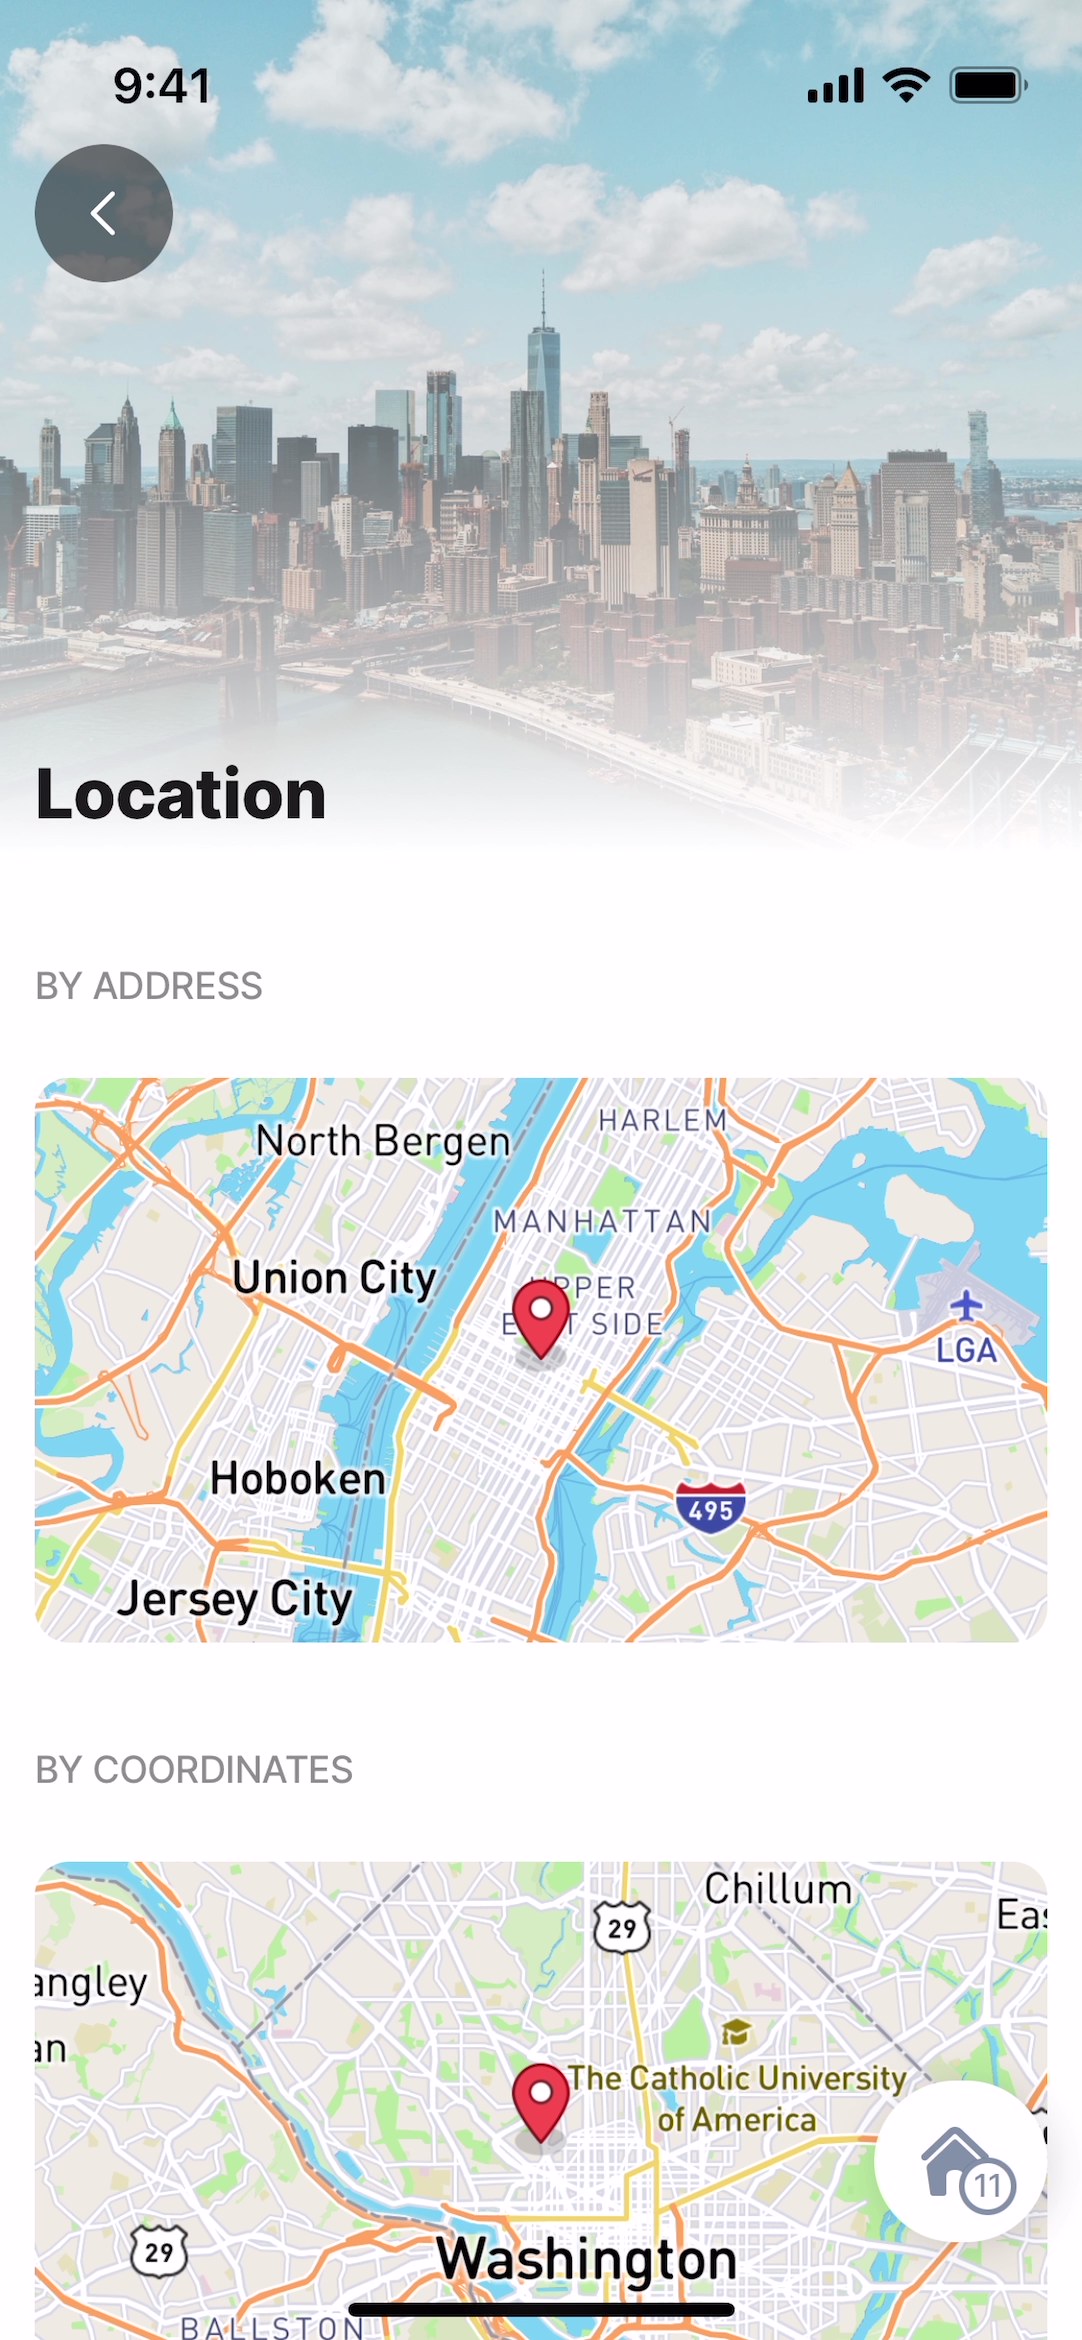 9:41
Location
BY ADDRESS
HARLEM
North Bergen
MANHATTAN
Union City
UPPER
EAST SIDE
LGA
Hoboken
495
Jersey City
BY COORDINATES
Chillum
Eas
29
angley
an
The Catholic University
of America
11
29
Washington
BALLSTON